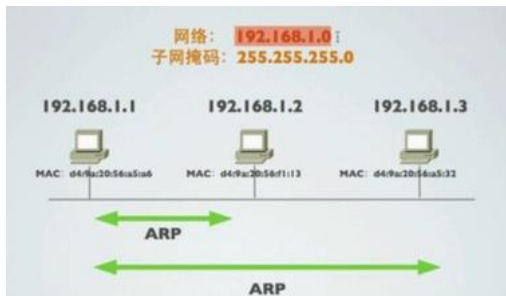 网络： 192.168.1.0
子网掩码：255.255.255.0
192.168.1.1 192.168.1.2 192.168.1.3
MAC: d4:9a:20:56:a5:a6 MAC: d4:9a:20:56:f1:13 MAC: d4:9a:20:56:a5:32
ARP
ARP